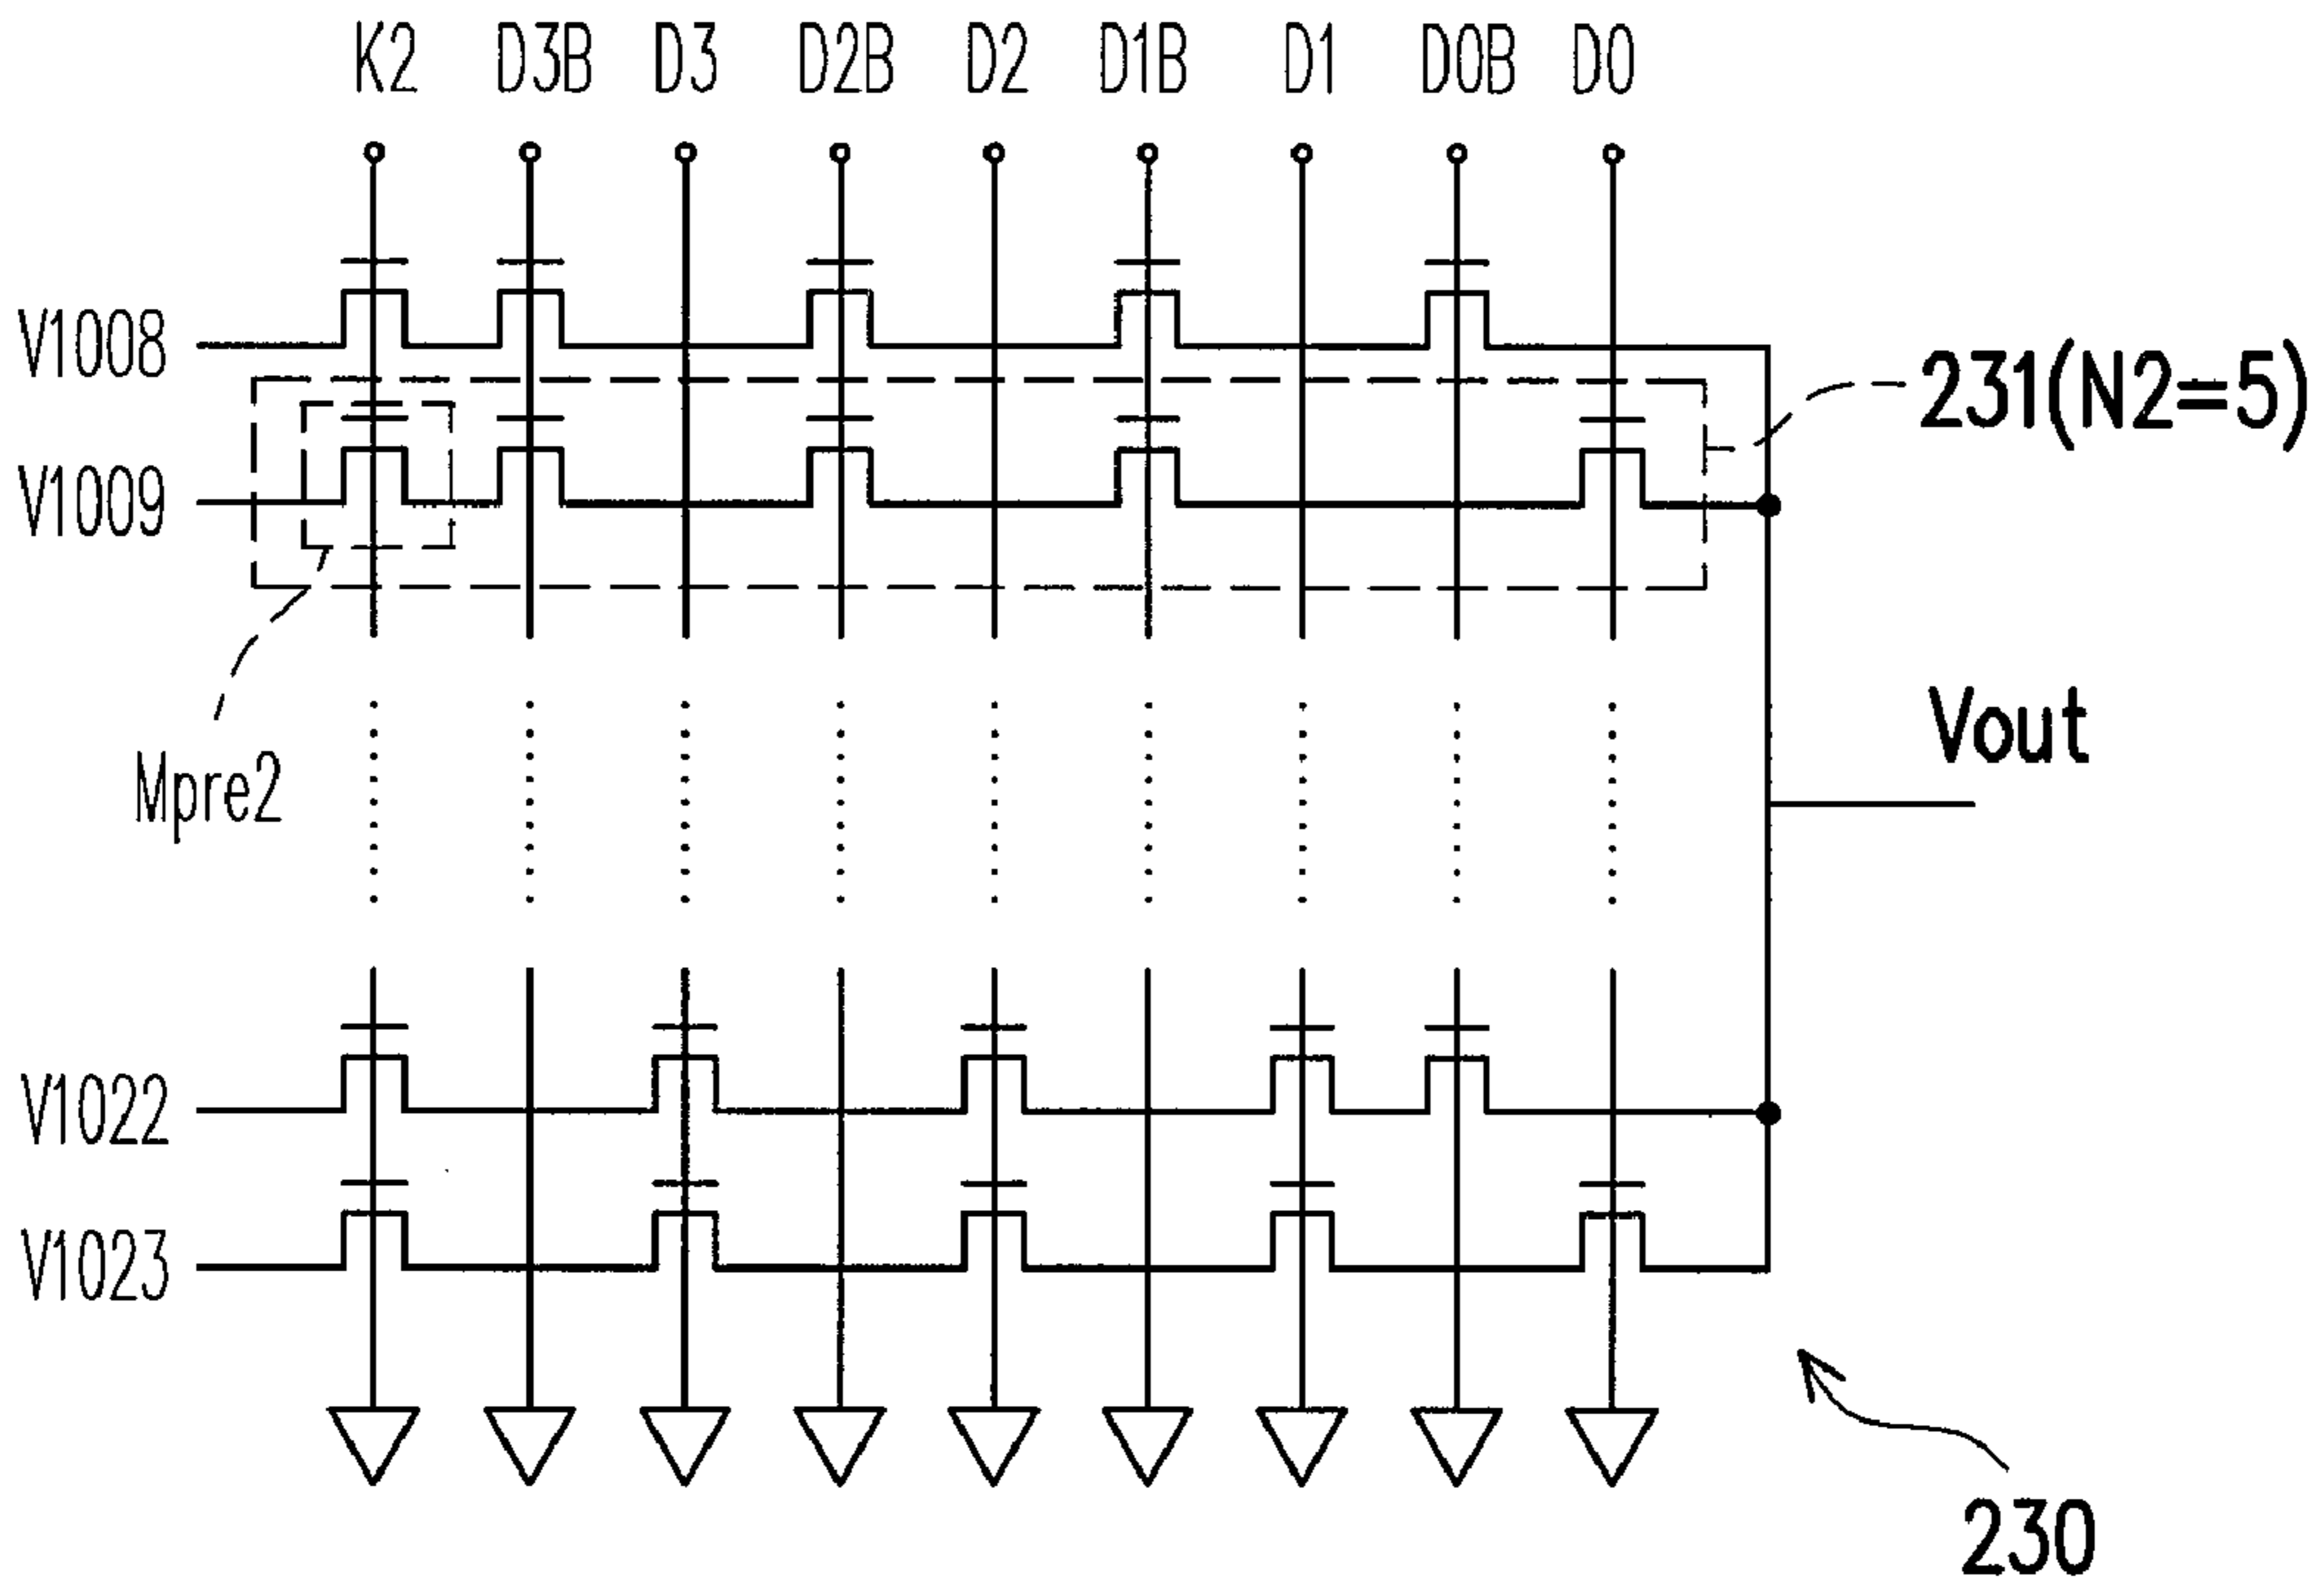 K2 D3B D3 D2B D2 D1B D1 D0B D0
V1008
231(N2=5)
V1009
Vout
Mpre2
V1022
V1023
230